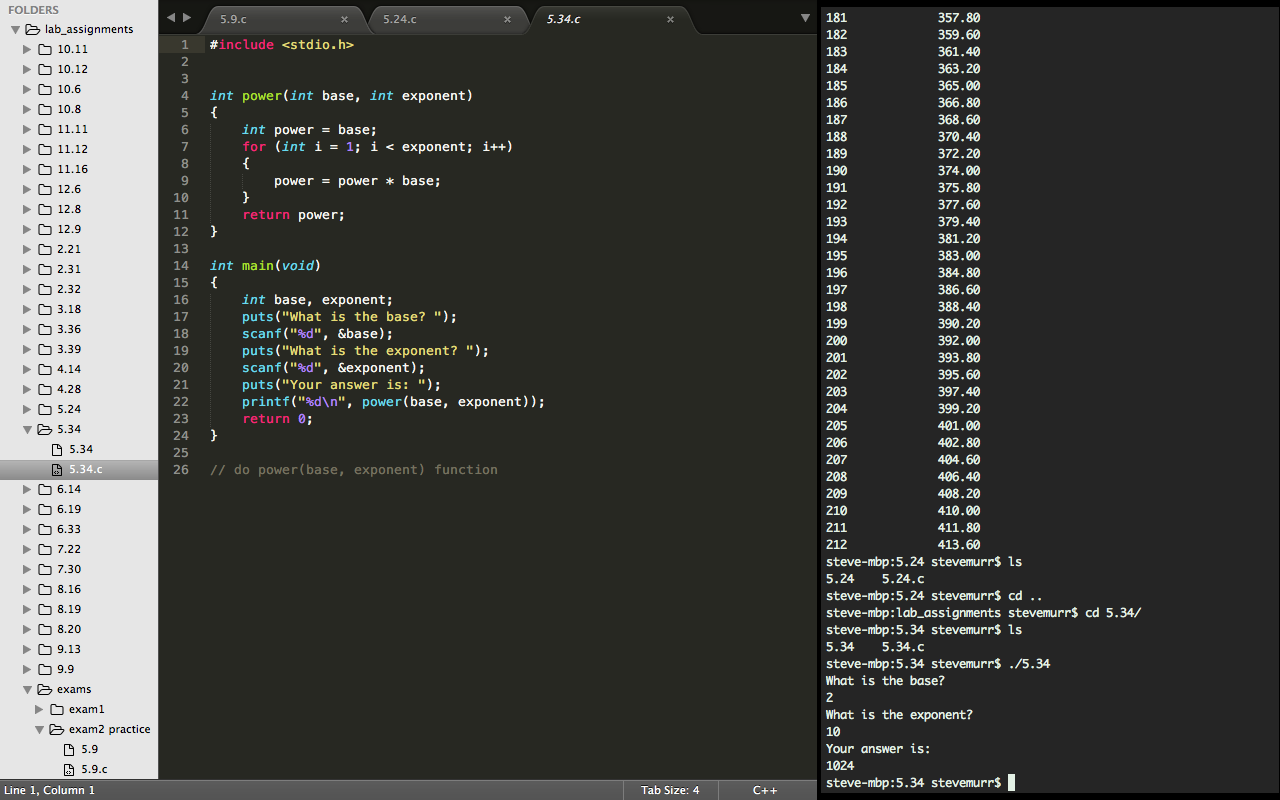 FOLDERS
lab_assignments
10.11
10.12
10.6
10.8
11.11
11.12
11.16
12.6
12.8
12.9
2.21
2.31
2.32
3.18
3.36
3.39
4.14
4.28
5.24
5.34
5.34
5.34.c
6.14
6.19
6.33
7.22
7.30
8.16
8.19
8.20
9.13
9.9
exams
exam1
exam2 practice
5.9
5.9.c
5.9.c
5.24.c
5.34.c
1 #include <stdio.h>
2
3
4 int power(int base, int exponent)
5 {
6     int power = base;
7     for (int i = 1; i < exponent; i++)
8     {
9         power = power * base;
10     }
11     return power;
12 }
13
14 int main(void)
15 {
16     int base, exponent;
17     puts("What is the base? ");
18     scanf("%d", &base);
19     puts("What is the exponent? ");
20     scanf("%d", &exponent);
21     puts("Your answer is: ");
22     printf("%d\n", power(base, exponent));
23     return 0;
24 }
25
26 // do power(base, exponent) function
181 357.80
182 359.60
183 361.40
184 363.20
185 365.00
186 366.80
187 368.60
188 370.40
189 372.20
190 374.00
191 375.80
192 377.60
193 379.40
194 381.20
195 383.00
196 384.80
197 386.60
198 388.40
199 390.20
200 392.00
201 393.80
202 395.60
203 397.40
204 399.20
205 401.00
206 402.80
207 404.60
208 406.40
209 408.20
210 410.00
211 411.80
212 413.60
steve-mbp:5.24 stevemurr$ ls
5.24 5.24.c
steve-mbp:5.24 stevemurr$ cd ..
steve-mbp:lab_assignments stevemurr$ cd 5.34/
steve-mbp:5.34 stevemurr$ ls
5.34 5.34.c
steve-mbp:5.34 stevemurr$ ./5.34
What is the base?
2
What is the exponent?
10
Your answer is:
1024
steve-mbp:5.34 stevemurr$
Line 1, Column 1
Tab Size: 4
C++